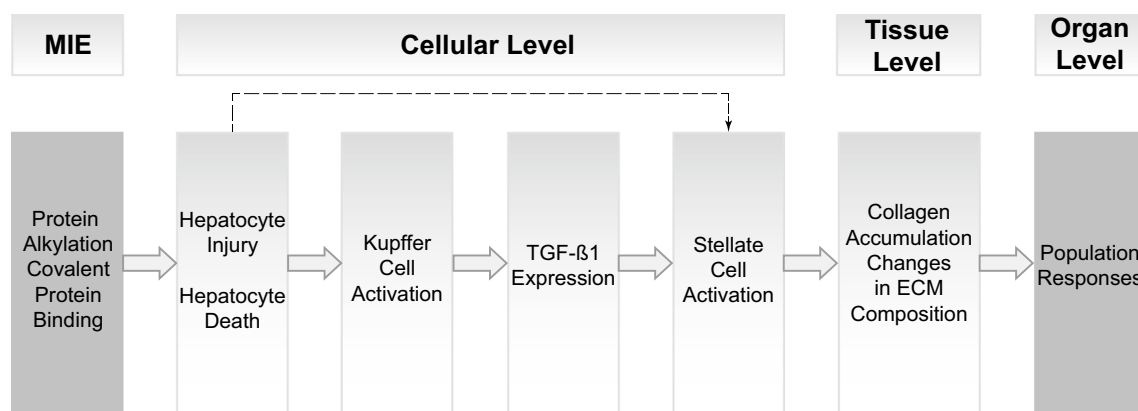 MIE
Cellular Level
Tissue
Level
Organ
Level
Protein
Alkylation
Covalent
Protein
Binding
Hepatocyte
Injury
Hepatocyte
Death
Kupffer
Cell
Activation
TGF-ß1
Expression
Stellate
Cell
Activation
Collagen
Accumulation
Changes
in ECM
Composition
Population
Responses